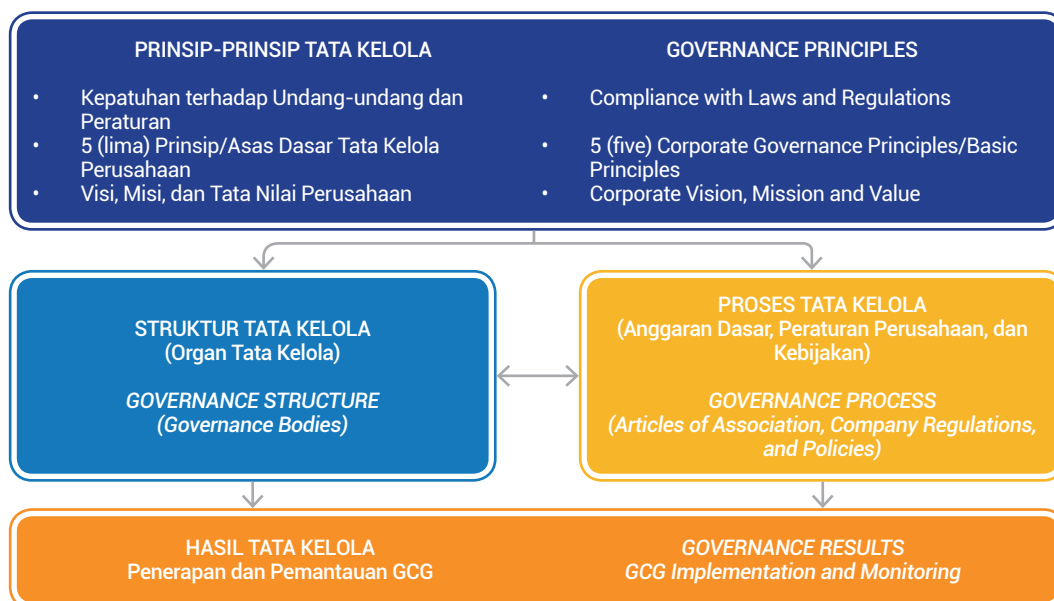 PRINSIP-PRINSIP TATA KELOLA
• Kepatuhan terhadap Undang-undang dan
Peraturan
• 5 (lima) Prinsip/Asas Dasar Tata Kelola
Perusahaan
• Visi, Misi, dan Tata Nilai Perusahaan
GOVERNANCE PRINCIPLES
• Compliance with Laws and Regulations
• 5 (five) Corporate Governance Principles/Basic
Principles
• Corporate Vision, Mission and Value
STRUKTUR TATA KELOLA
(Organ Tata Kelola)
GOVERNANCE STRUCTURE
(Governance Bodies)
PROSES TATA KELOLA
(Anggaran Dasar, Peraturan Perusahaan, dan
Kebijakan)
GOVERNANCE PROCESS
(Articles of Association, Company Regulations,
and Policies)
HASIL TATA KELOLA
Penerapan dan Pemantauan GCG
GOVERNANCE RESULTS
GCG Implementation and Monitoring